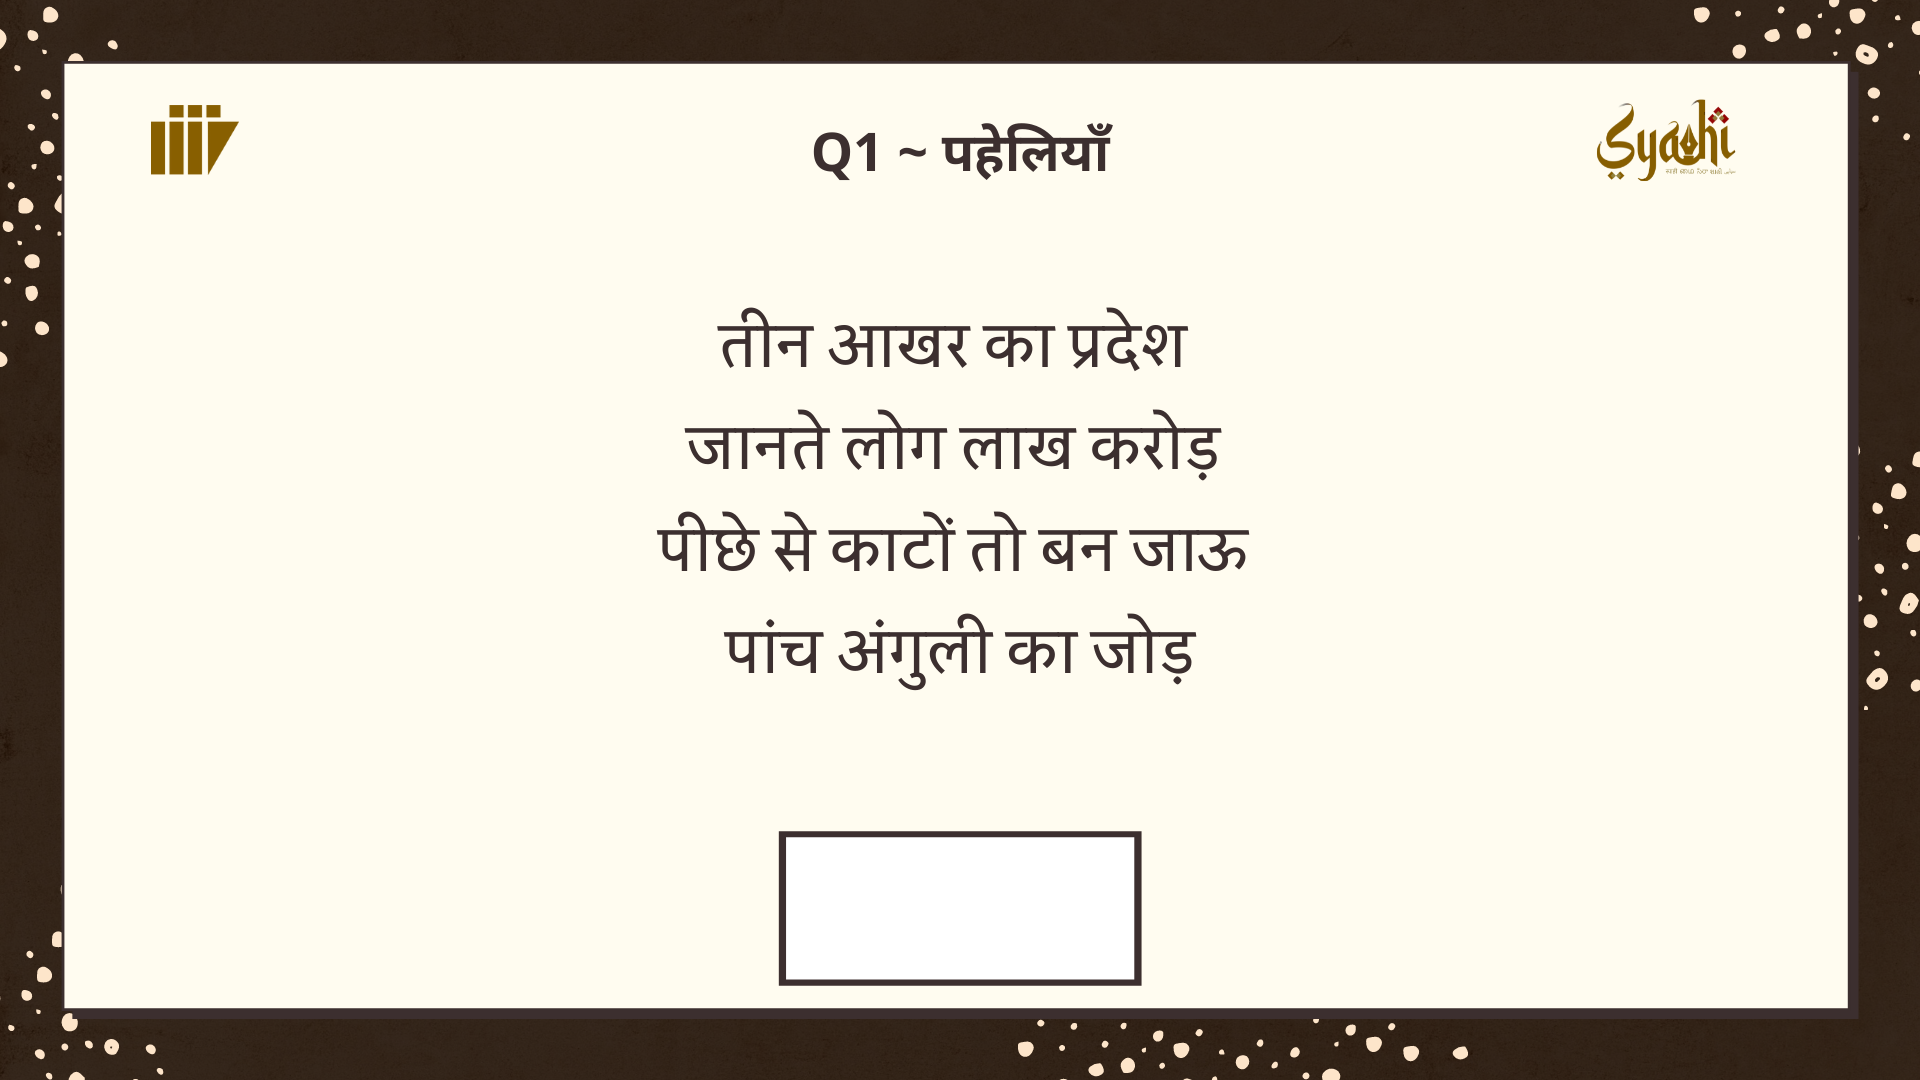 Q1 ~ पहेलियाँ
Syahi
तीन आखर का प्रदेश
जानते लोग लाख करोड़
पीछे से काटों तो बन जाऊ
पांच अंगुली का जोड़